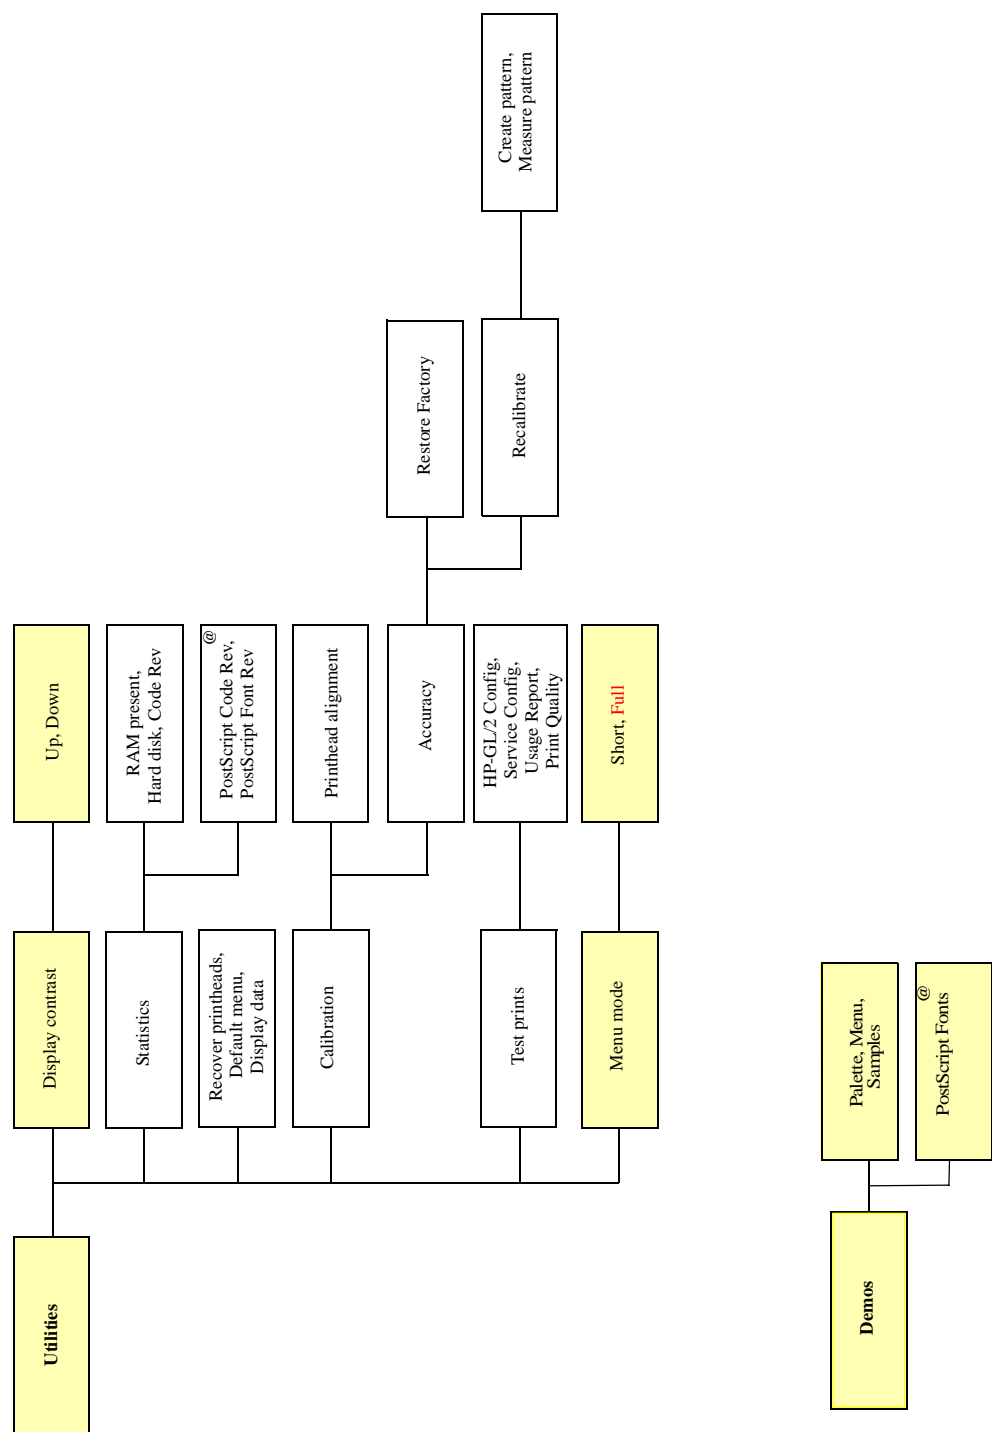 Utilities
Display contrast
Up, Down
Statistics
RAM present,
Hard disk, Code Rev
@
PostScript Code Rev,
PostScript Font Rev
Recover printheads,
Default menu,
Display data
Calibration
Printhead alignment
Accuracy
Restore Factory
Recalibrate
Create pattern,
Measure pattern
Test prints
HP-GL/2 Config,
Service Config,
Usage Report,
Print Quality
Menu mode
Short, Full
Demos
Palette, Menu,
Samples
@
PostScript Fonts